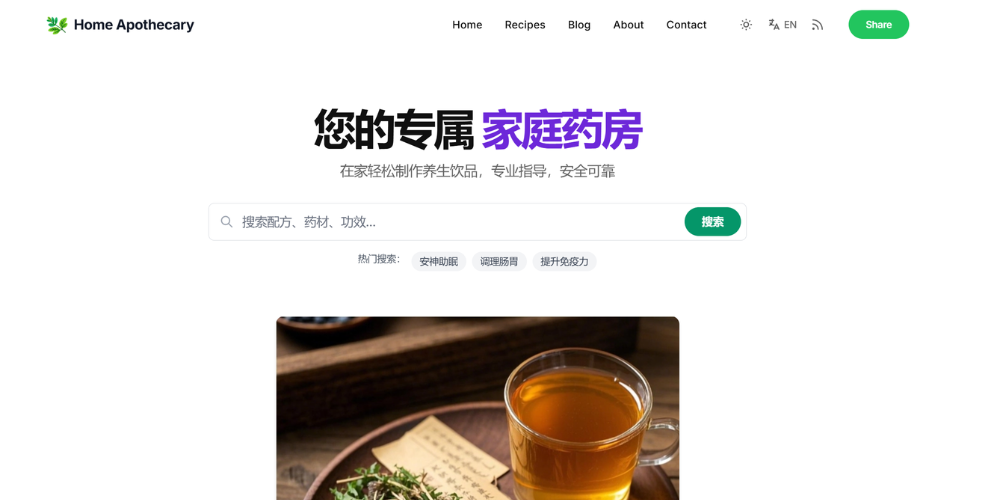 Home Apothecary
Home Recipes Blog About Contact EN Share
您的专属 家庭药房
在家轻松制作养生饮品，专业指导，安全可靠
搜索配方、药材、功效... 搜索
热门搜索： 安神助眠 调理肠胃 提升免疫力